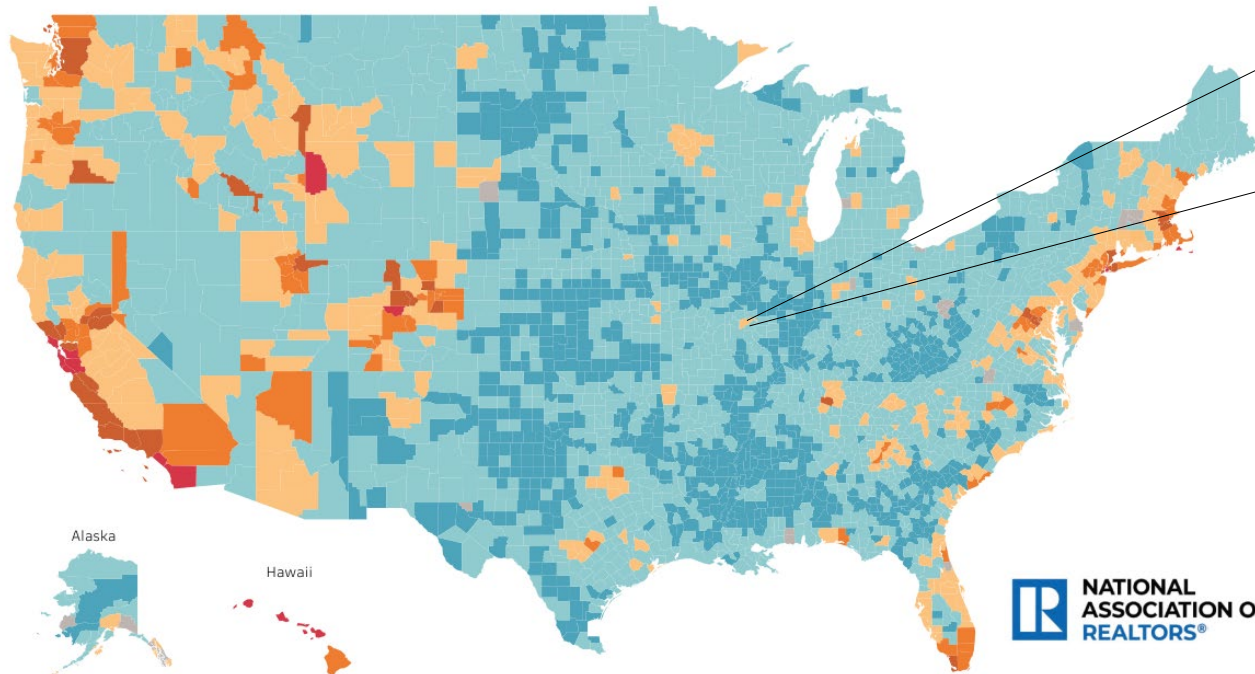 Alaska
Hawaii
NATIONAL
ASSOCIATION O
REALTORS®